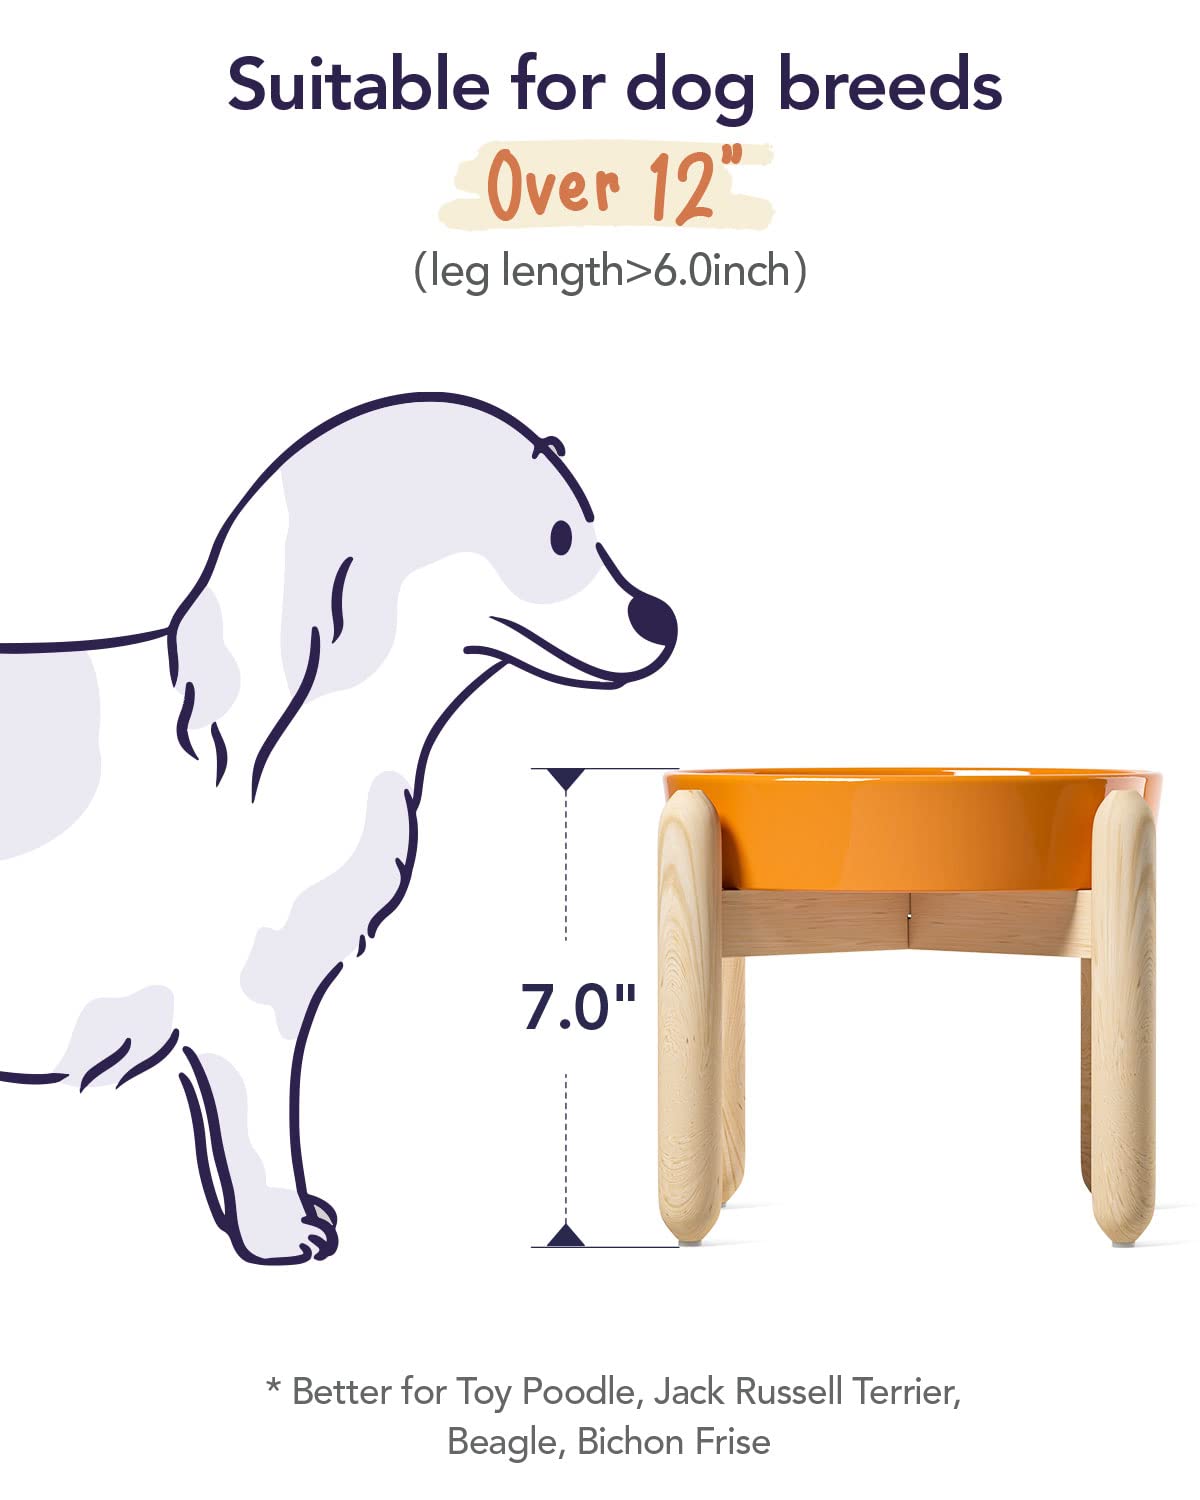 Suitable for dog breeds
Over 12"
(leg length>6.0inch)
7.0"
* Better for Toy Poodle, Jack Russell Terrier,
Beagle, Bichon Frise